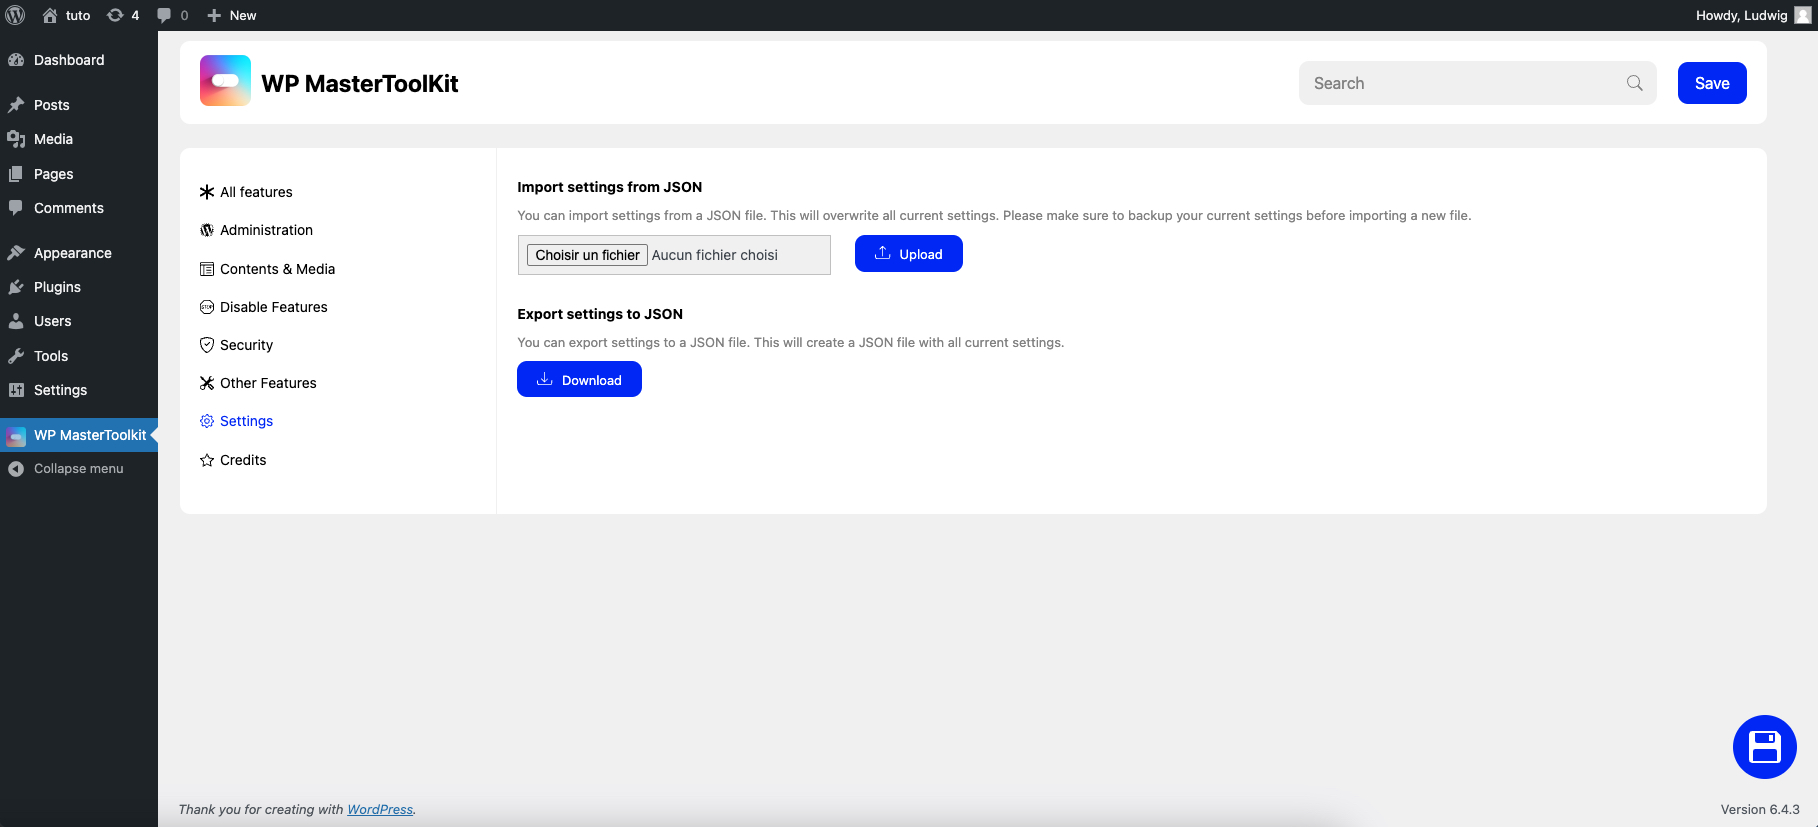 tuto 4 0 New Howdy, Ludwig
Dashboard
Posts
Media
Pages
Comments
Appearance
Plugins
Users
Tools
Settings
WP MasterToolkit
Collapse menu
WP MasterToolKit
Search
Save
All features
Administration
Contents & Media
Disable Features
Security
Other Features
Settings
Credits
Import settings from JSON
You can import settings from a JSON file. This will overwrite all current settings. Please make sure to backup your current settings before importing a new file.
Choisir un fichier Aucun fichier choisi Upload
Export settings to JSON
You can export settings to a JSON file. This will create a JSON file with all current settings.
Download
Thank you for creating with WordPress. Version 6.4.3